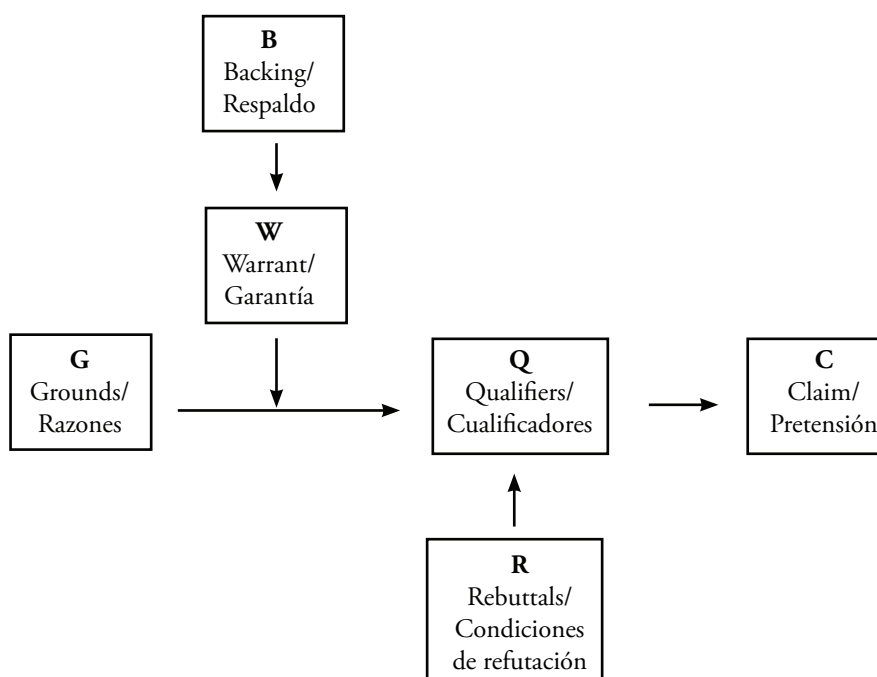 B
Backing/
Respaldo
W
Warrant/
Garantía
G
Grounds/
Razones
Q
Qualifiers/
Cualificadores
C
Claim/
Pretensión
R
Rebuttals/
Condiciones
de refutación